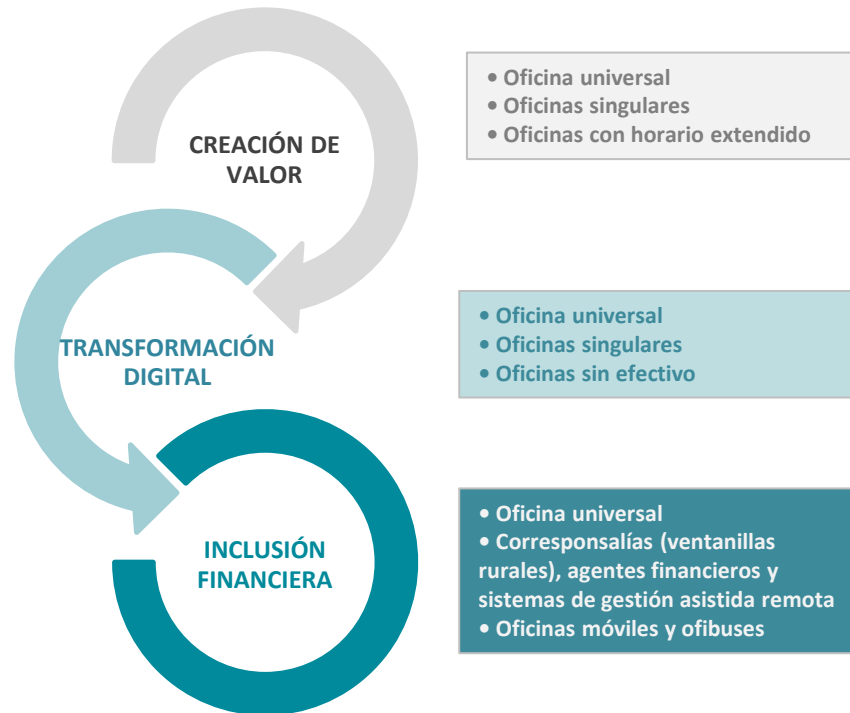 CREACIÓN DE
VALOR
• Oficina universal
• Oficinas singulares
• Oficinas con horario extendido
TRANSFORMACIÓN
DIGITAL
• Oficina universal
• Oficinas singulares
• Oficinas sin efectivo
INCLUSIÓN
FINANCIERA
• Oficina universal
• Corresponsalías (ventanillas
rurales), agentes financieros y
sistemas de gestión asistida remota
• Oficinas móviles y ofibuses